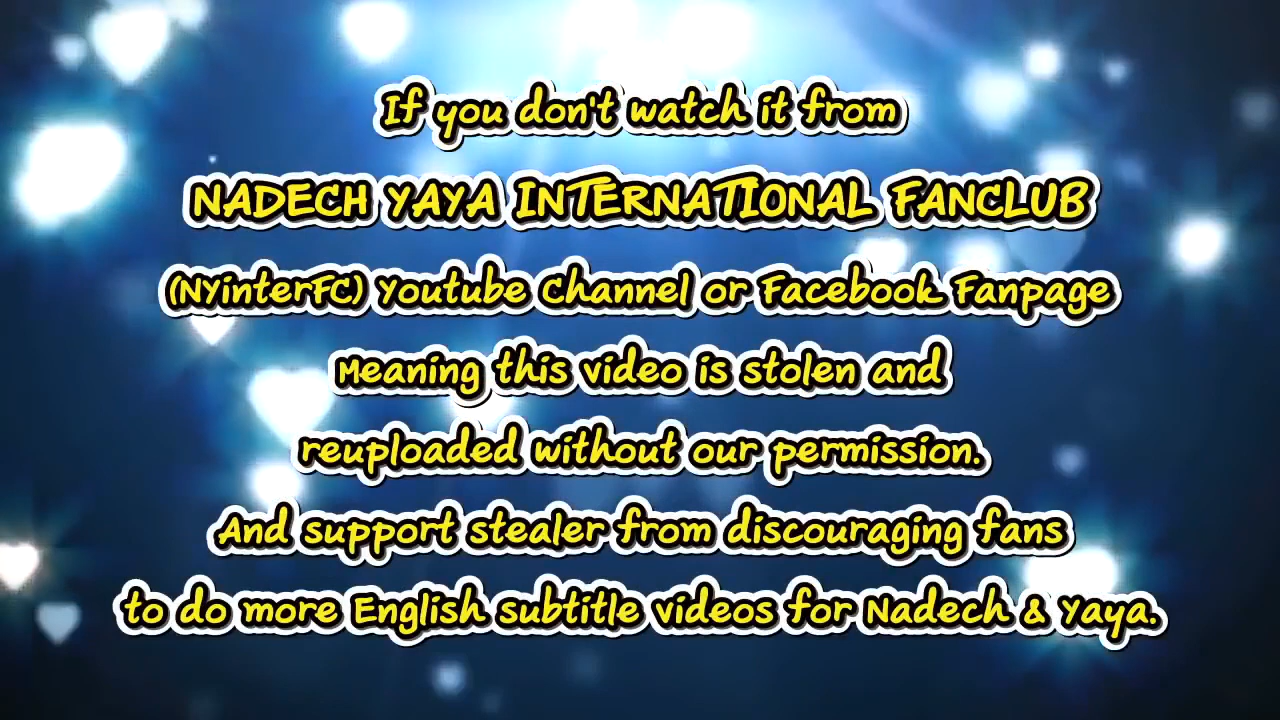 If you don't watch it from
NADECH YAYA INTERNATIONAL FANCLUB
(NYinterFC) Youtube Channel or Facebook Fanpage
Meaning this video is stolen and
reuploaded without our permission.
And support stealer from discouraging fans
to do more English subtitle videos for Nadech & Yaya.